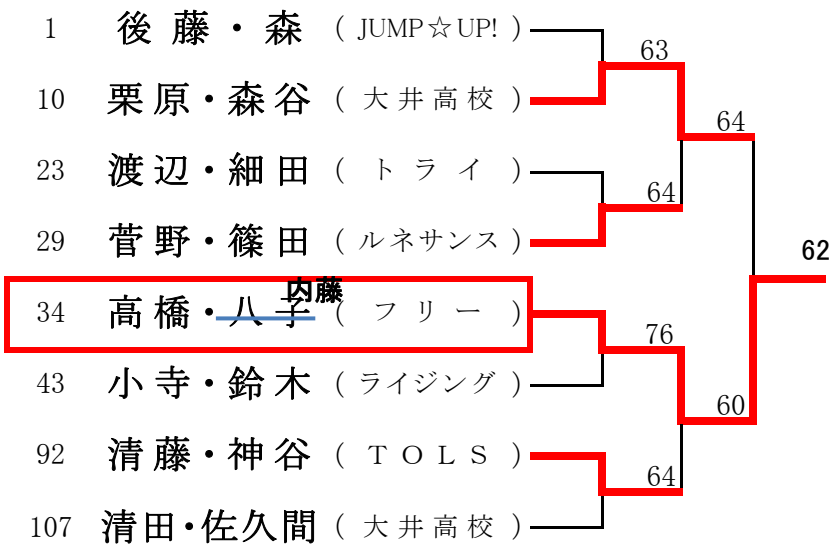 1 後藤・森 ( JUMP☆UP! )
63
10 栗原・森谷 ( 大井高校 )
64
23 渡辺・細田 ( トライ )
64
29 菅野・篠田 ( ルネサンス )
62
内藤
34 高橋・八子 ( フリー )
76
43 小寺・鈴木 ( ライジング )
60
92 清藤・神谷 ( TOLS )
64
107 清田・佐久間 ( 大井高校 )